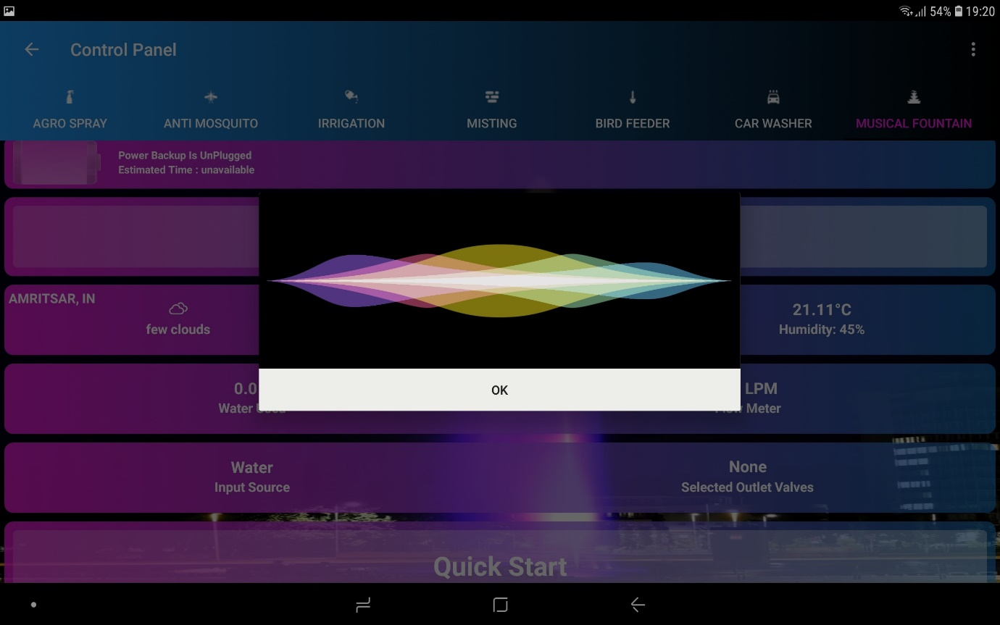 54% 19:20
Control Panel
AGRO SPRAY ANTI MOSQUITO IRRIGATION MISTING BIRD FEEDER CAR WASHER MUSICAL FOUNTAIN
Power Backup Is UnPlugged
Estimated Time : unavailable
AMRITSAR, IN
few clouds
21.11°C
Humidity: 45%
OK
0.0
Water Used
LPM
Flow Meter
Water
Input Source
None
Selected Outlet Valves
Quick Start